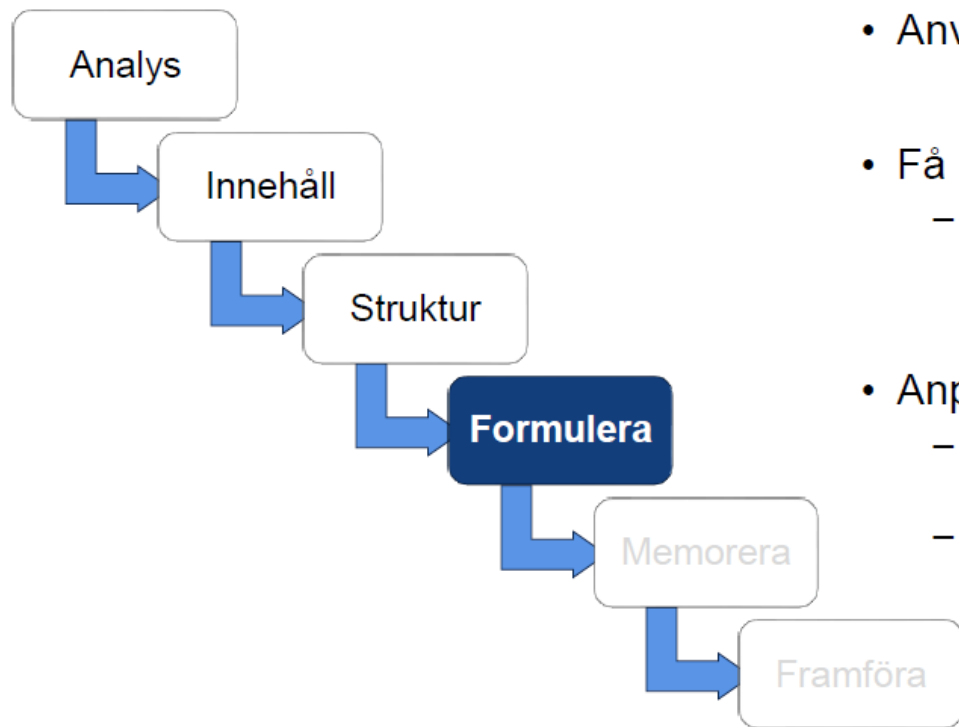 Analys
Innehåll
Struktur
Formulera
Memorera
Framföra
• Anv
• Få
–
• Anp
–
–